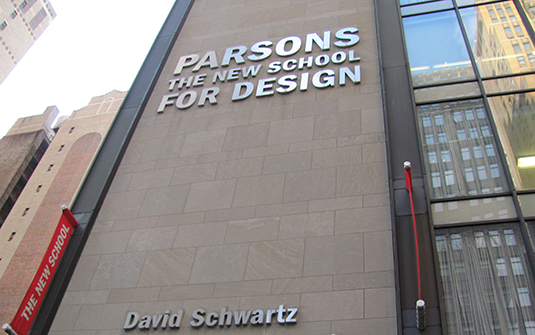 PARSONS
THE NEW SCHOOL
FOR DESIGN
THE NEW SCHOOL
David Schwartz